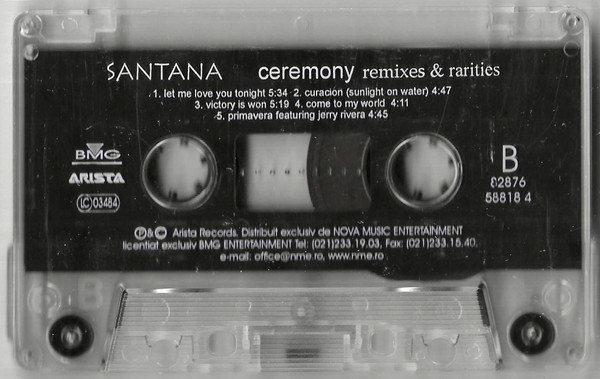 SANTANA ceremony remixes & rarities
1. let me love you tonight 5:34 2. curacion (sunlight on water) 4:47
3. victory is won 5:19 4. come to my world 4:11
5. primavera featuring jerry rivera 4:45
BMG
ARISTA
LC 03484
B
82876
58818 4
℗&© Arista Records. Distribuit exclusiv de NOVA MUSIC ENTERTAINMENT
licentiat exclusiv BMG ENTERTAINMENT Tel: (021)233.19.03, Fax: (021)233.15.40,
e-mail: office@nme.ro, www.nme.ro
B